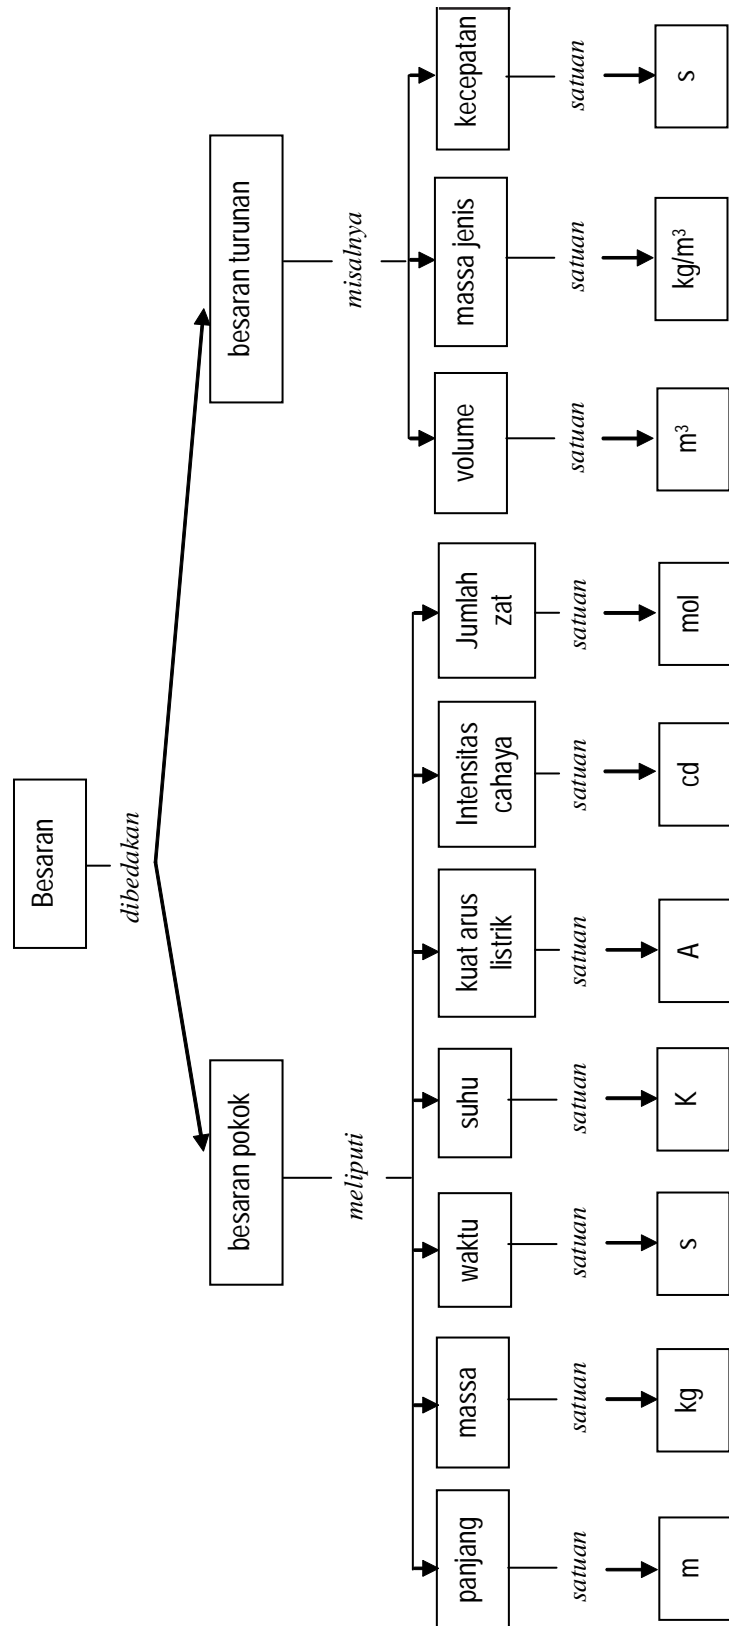 Besaran
dibedakan
besaran pokok
besaran turunan
meliputi
misalnya
panjang
massa
waktu
suhu
kuat arus
listrik
Intensitas
cahaya
Jumlah
zat
volume
massa jenis
kecepatan
satuan
satuan
satuan
satuan
satuan
satuan
satuan
satuan
satuan
satuan
m
kg
s
K
A
cd
mol
m³
kg/m³
s